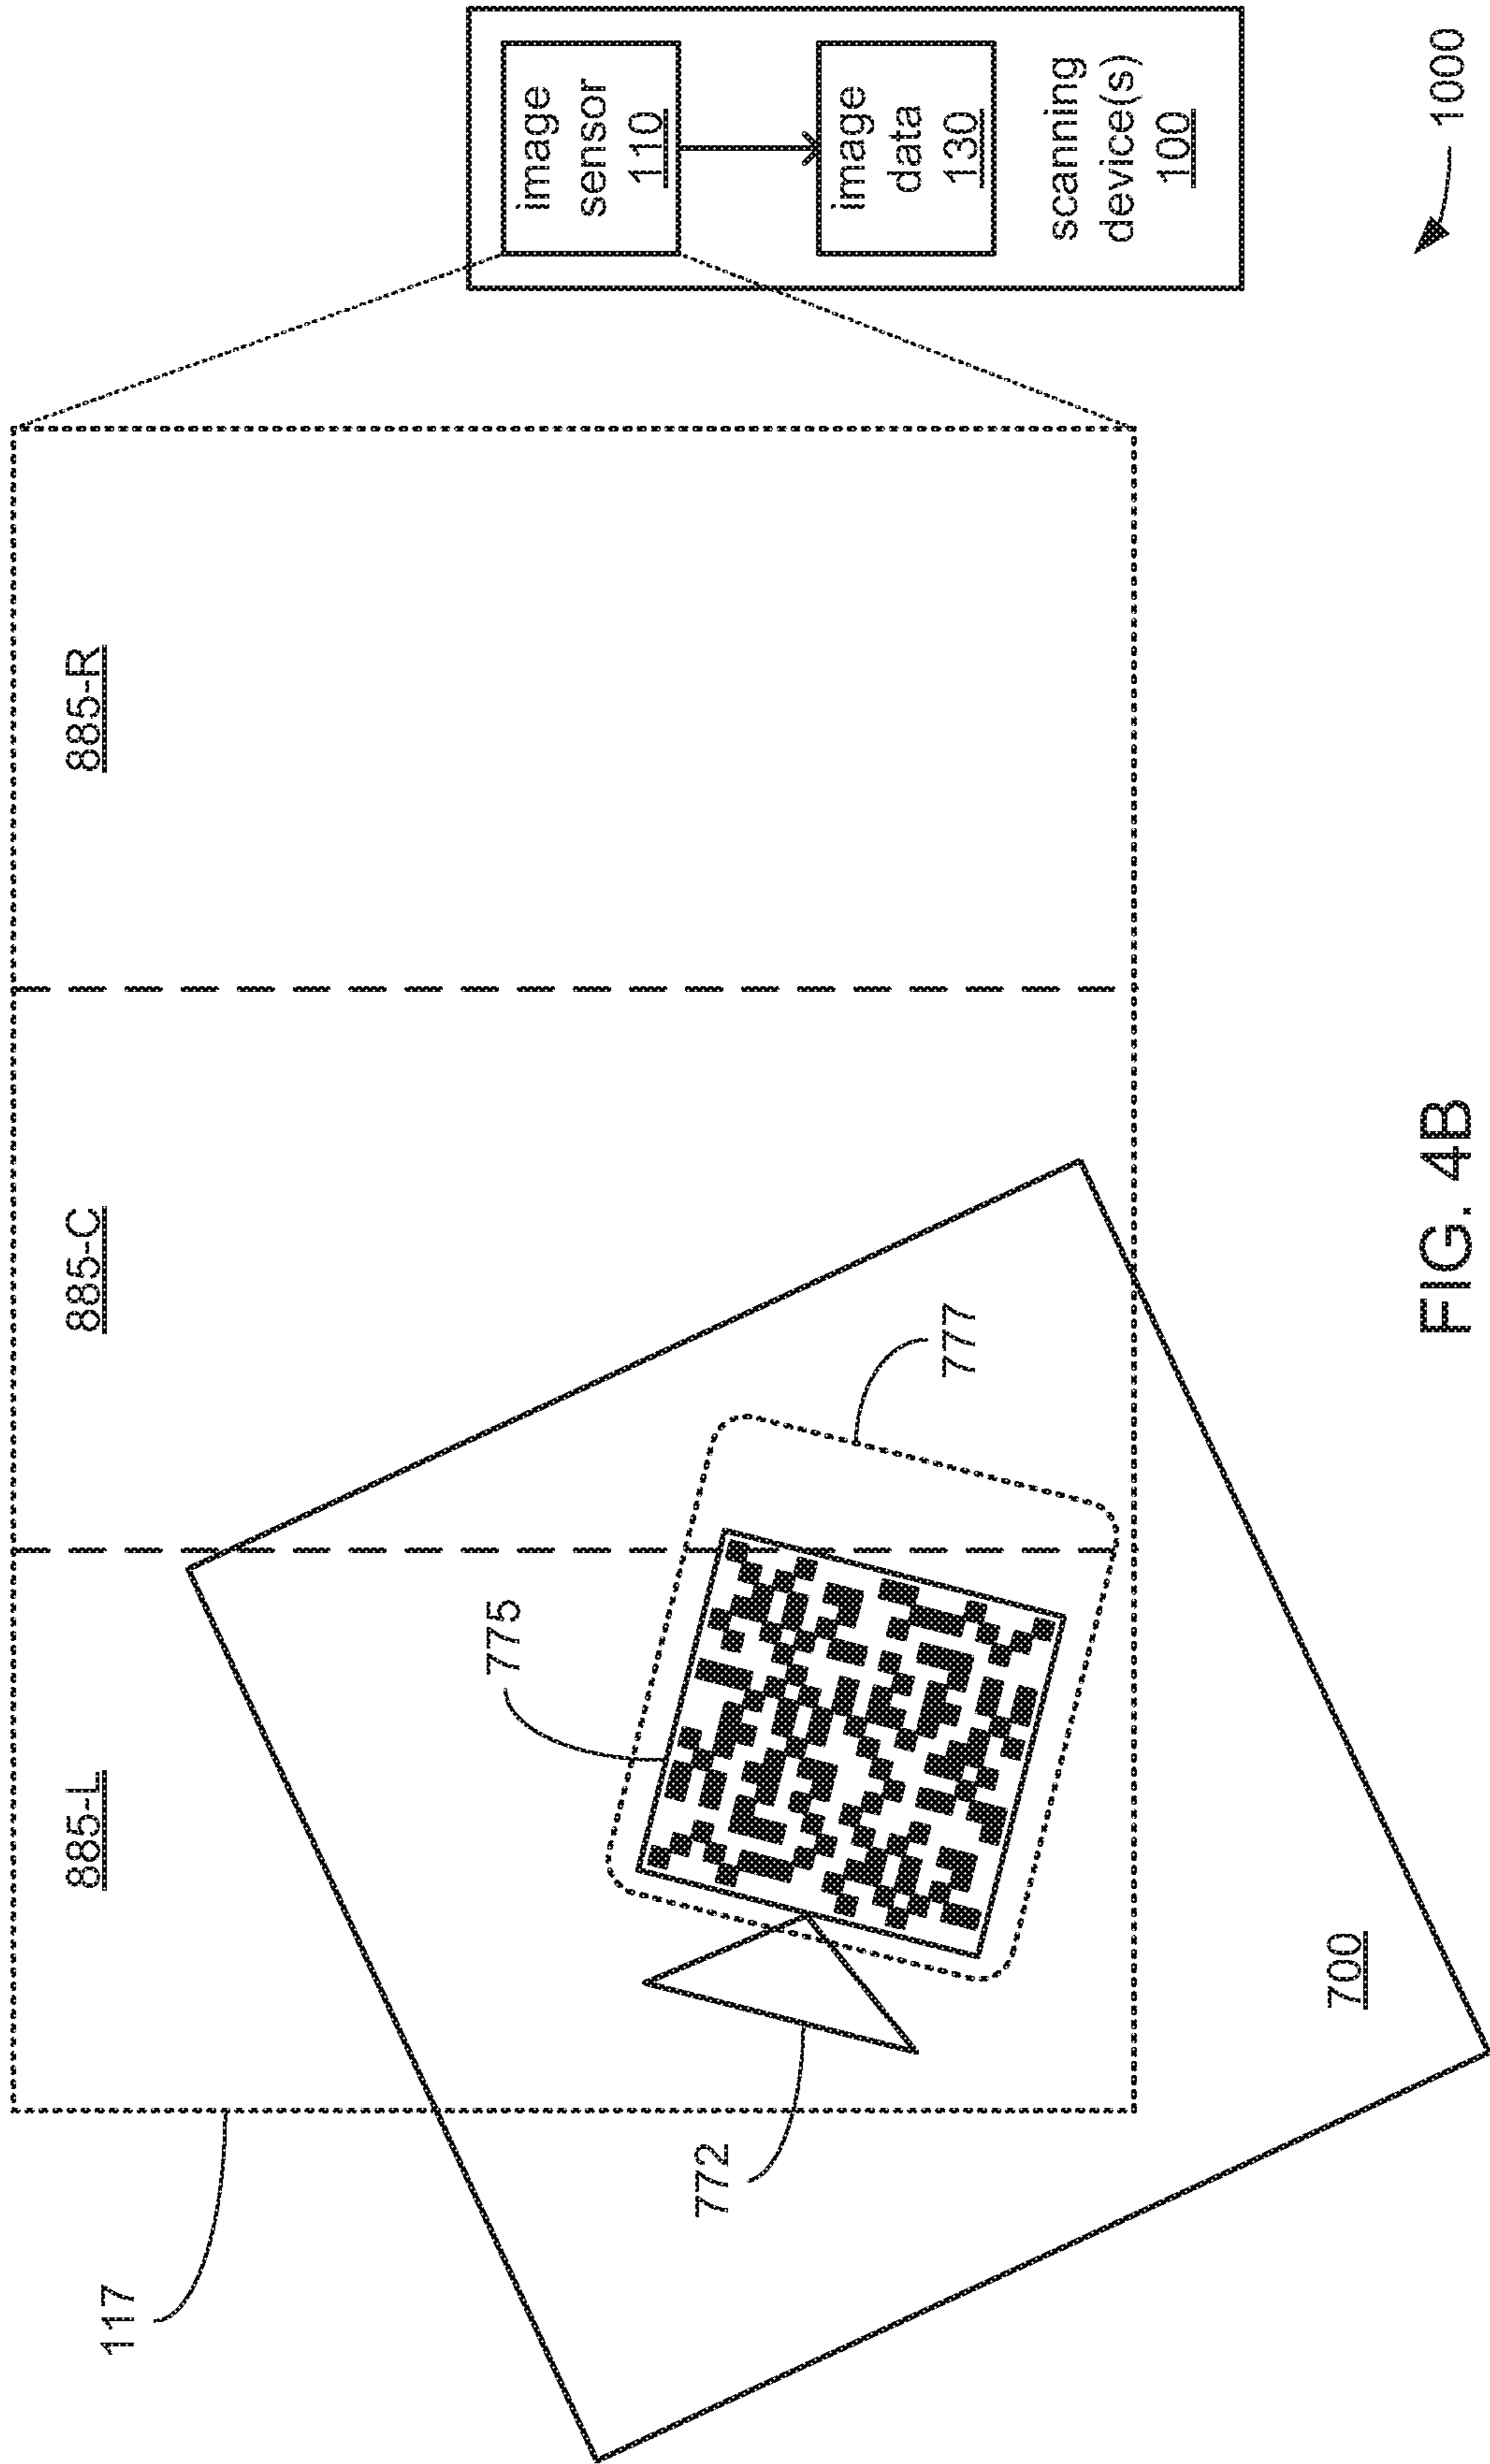 117
885-L
885-C
885-R
image
sensor
110
image
data
130
scanning
device(s)
100
772
775
777
700
1000
FIG. 4B